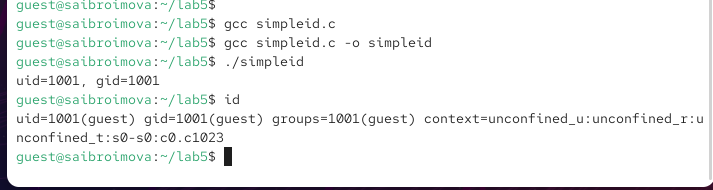 guest@saibroimova:~/lab5$
guest@saibroimova:~/lab5$ gcc simpleid.c
guest@saibroimova:~/lab5$ gcc simpleid.c -o simpleid
guest@saibroimova:~/lab5$ ./simpleid
uid=1001, gid=1001
guest@saibroimova:~/lab5$ id
uid=1001(guest) gid=1001(guest) groups=1001(guest) context=unconfined_u:unconfined_r:u
nconfined_t:s0-s0:c0.c1023
guest@saibroimova:~/lab5$